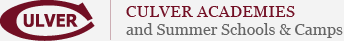 CULVER
CULVER ACADEMIES
and Summer Schools & Camps